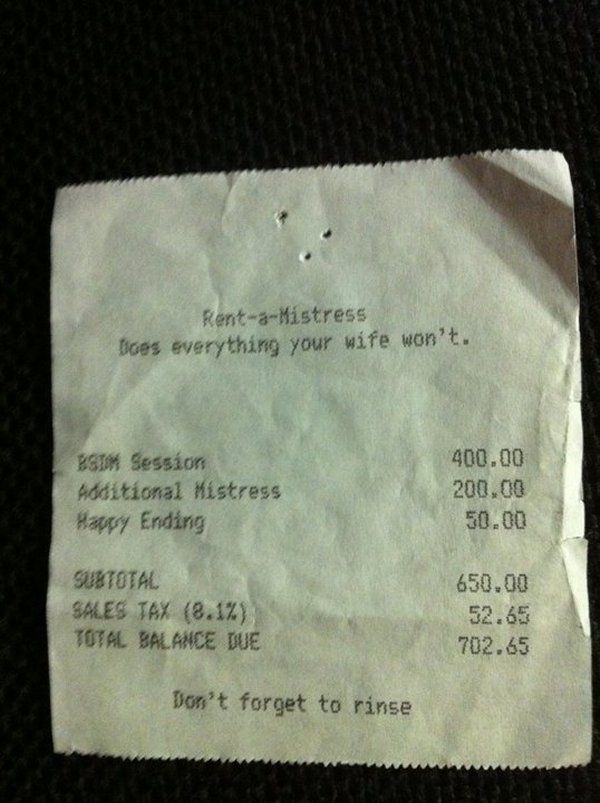 Rent-a-Mistress
Does everything your wife won't.
BSDM Session 400.00
Additional Mistress 200.00
Happy Ending 50.00
SUBTOTAL 650.00
SALES TAX (8.1%) 52.65
TOTAL BALANCE DUE 702.65
Don't forget to rinse